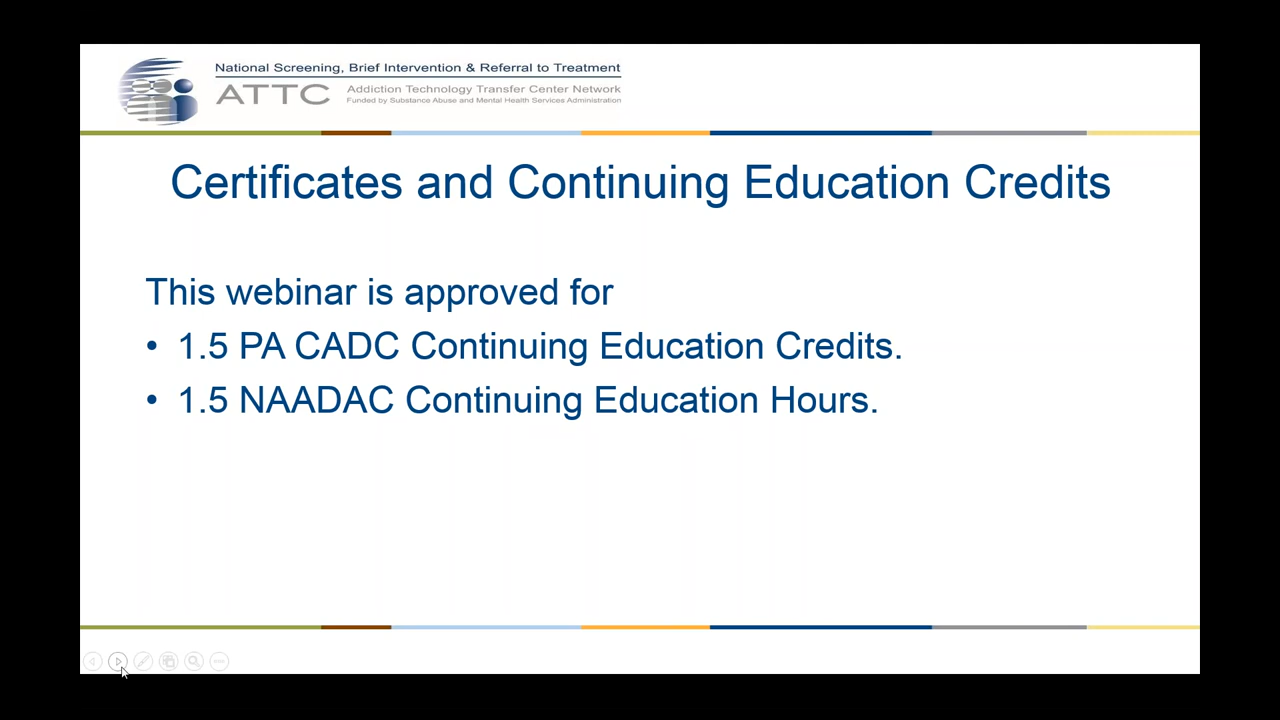 National Screening, Brief Intervention & Referral to Treatment
ATTC
Addiction Technology Transfer Center Network
Funded by Substance Abuse and Mental Health Services Administration
Certificates and Continuing Education Credits
This webinar is approved for
• 1.5 PA CADC Continuing Education Credits.
• 1.5 NAADAC Continuing Education Hours.